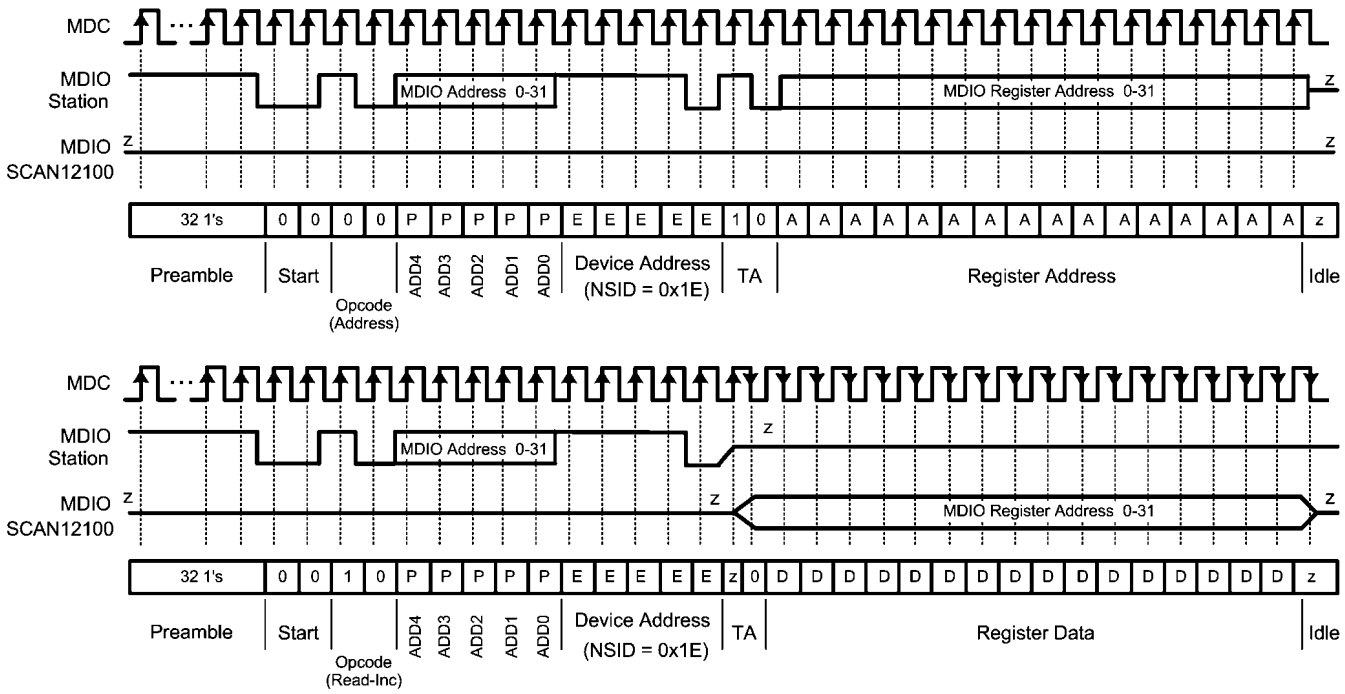 MDC ...
MDIO Station MDIO Address 0-31 MDIO Register Address 0-31 z
MDIO SCAN12100 z z
32 1's 0 0 0 0 P P P P P E E E E E 1 0 A A A A A A A A A A A A A A A A z
Preamble Start Opcode (Address) ADD4 ADD3 ADD2 ADD1 ADD0 Device Address (NSID = 0x1E) TA Register Address Idle
MDC ...
MDIO Station MDIO Address 0-31 z
MDIO SCAN12100 z z MDIO Register Address 0-31 z
32 1's 0 0 1 0 P P P P P E E E E E z 0 D D D D D D D D D D D D D D D D z
Preamble Start Opcode (Read-Inc) ADD4 ADD3 ADD2 ADD1 ADD0 Device Address (NSID = 0x1E) TA Register Data Idle